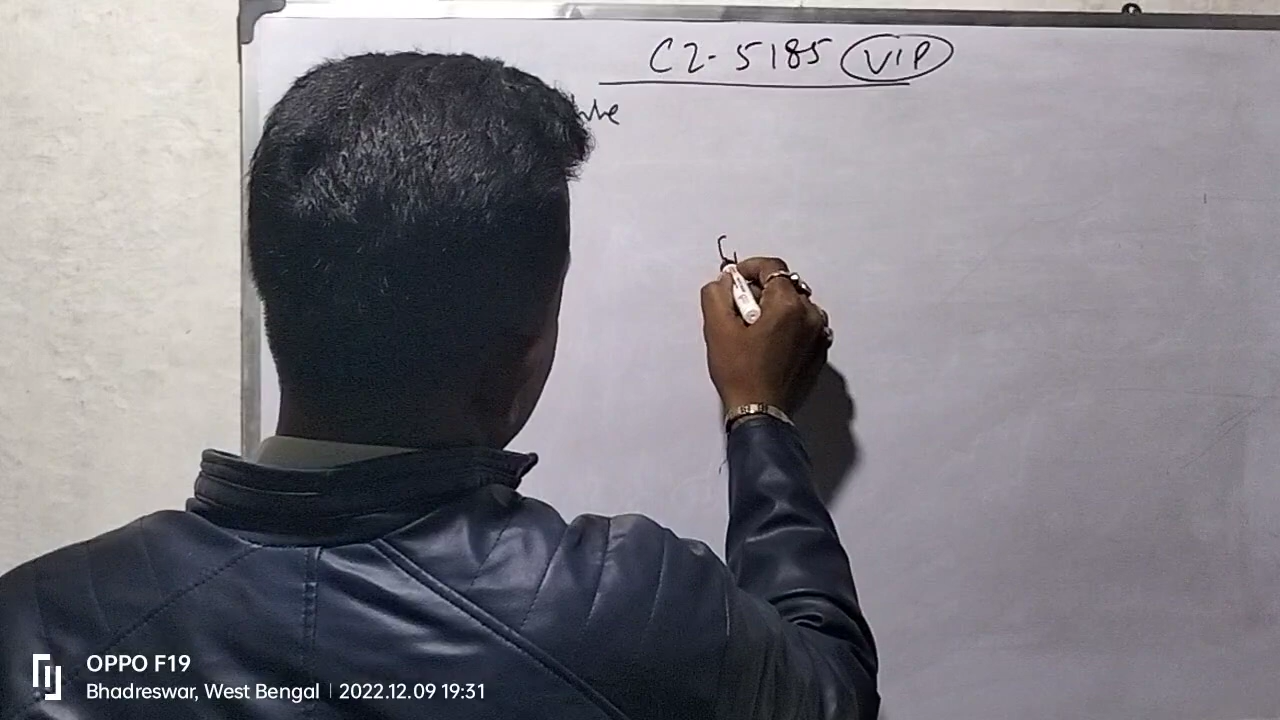 C2-5185 VIP
OPPO F19
Bhadreswar, West Bengal | 2022.12.09 19:31